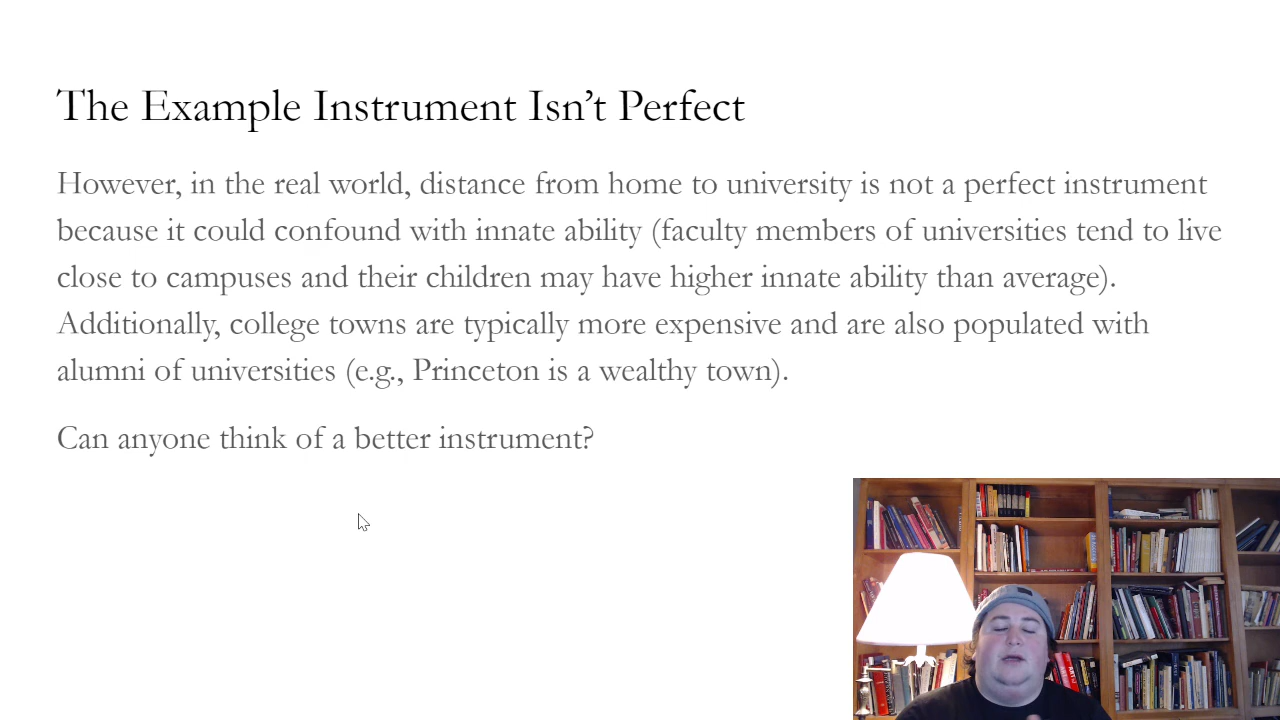 The Example Instrument Isn’t Perfect
However, in the real world, distance from home to university is not a perfect instrument
because it could confound with innate ability (faculty members of universities tend to live
close to campuses and their children may have higher innate ability than average).
Additionally, college towns are typically more expensive and are also populated with
alumni of universities (e.g., Princeton is a wealthy town).
Can anyone think of a better instrument?